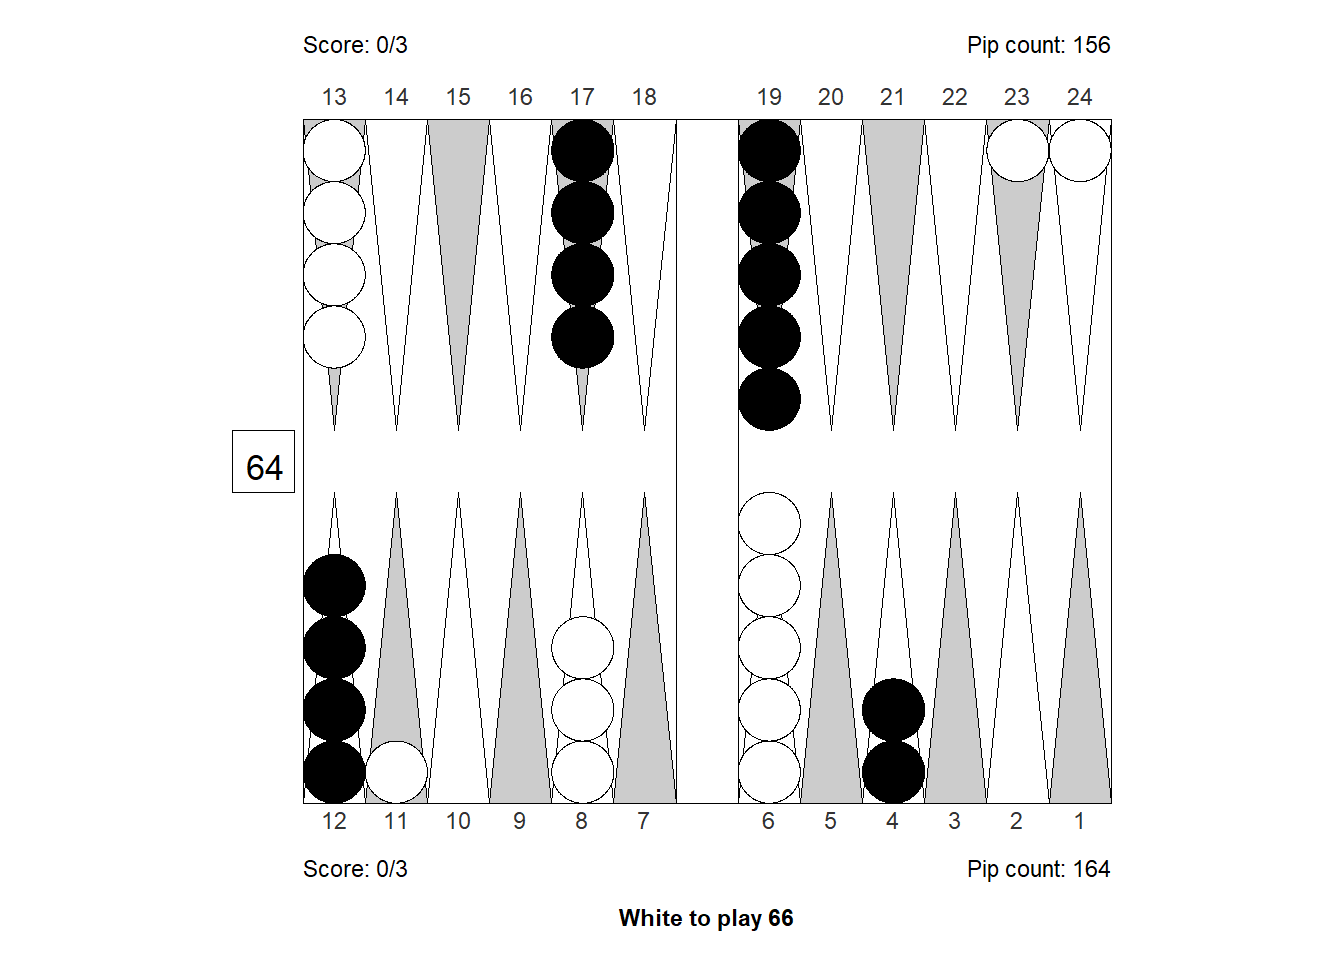 Score: 0/3 Pip count: 156
13 14 15 16 17 18 19 20 21 22 23 24
64
12 11 10 9 8 7 6 5 4 3 2 1
Score: 0/3 Pip count: 164
White to play 66